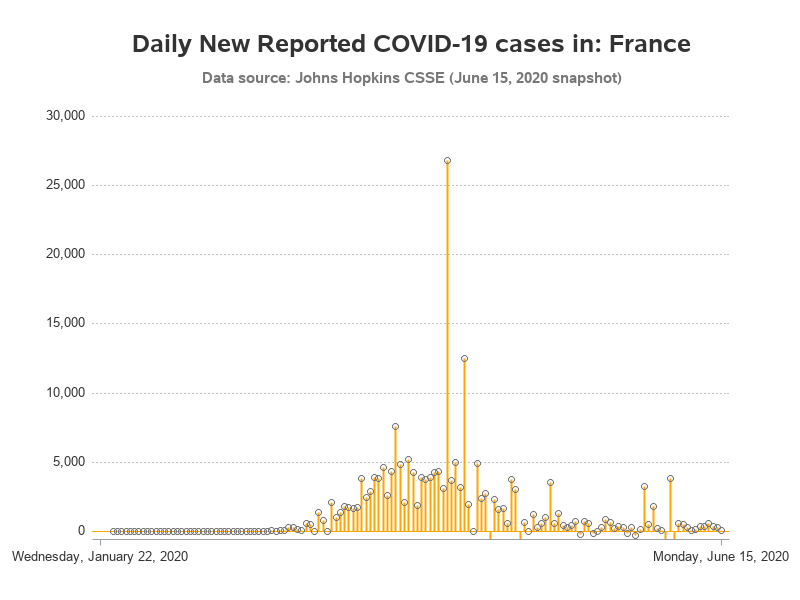 Daily New Reported COVID-19 cases in: France
Data source: Johns Hopkins CSSE (June 15, 2020 snapshot)
30,000
25,000
20,000
15,000
10,000
5,000
0
Wednesday, January 22, 2020
Monday, June 15, 2020